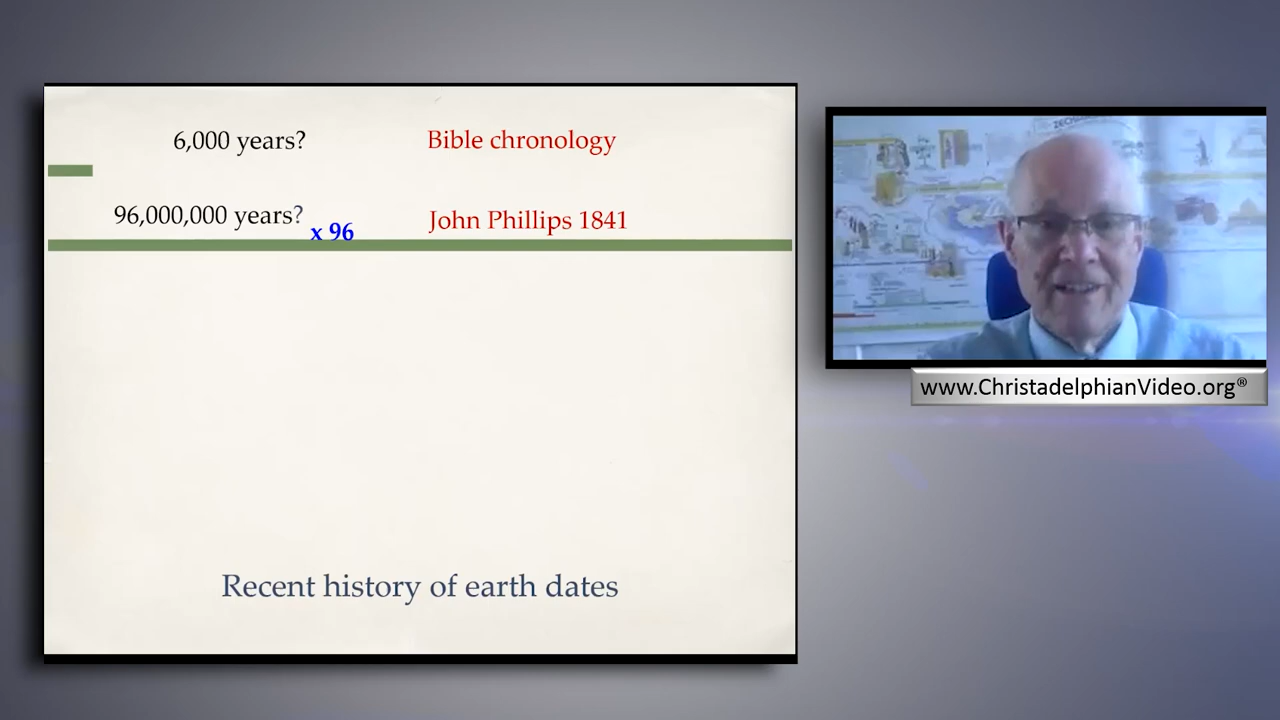 6,000 years?
Bible chronology
96,000,000 years?
x 96
John Phillips 1841
Recent history of earth dates
www.ChristadelphianVideo.org®